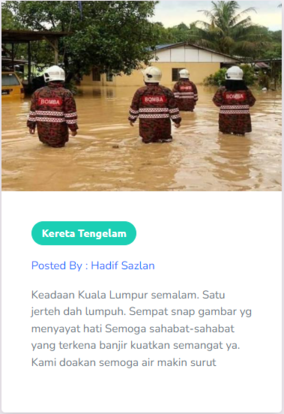 BOMBA
BOMBA
BOMBA
BOMBA
Kereta Tengelam
Posted By : Hadif Sazlan
Keadaan Kuala Lumpur semalam. Satu
jerteh dah lumpuh. Sempat snap gambar yg
menyayat hati Semoga sahabat-sahabat
yang terkena banjir kuatkan semangat ya.
Kami doakan semoga air makin surut